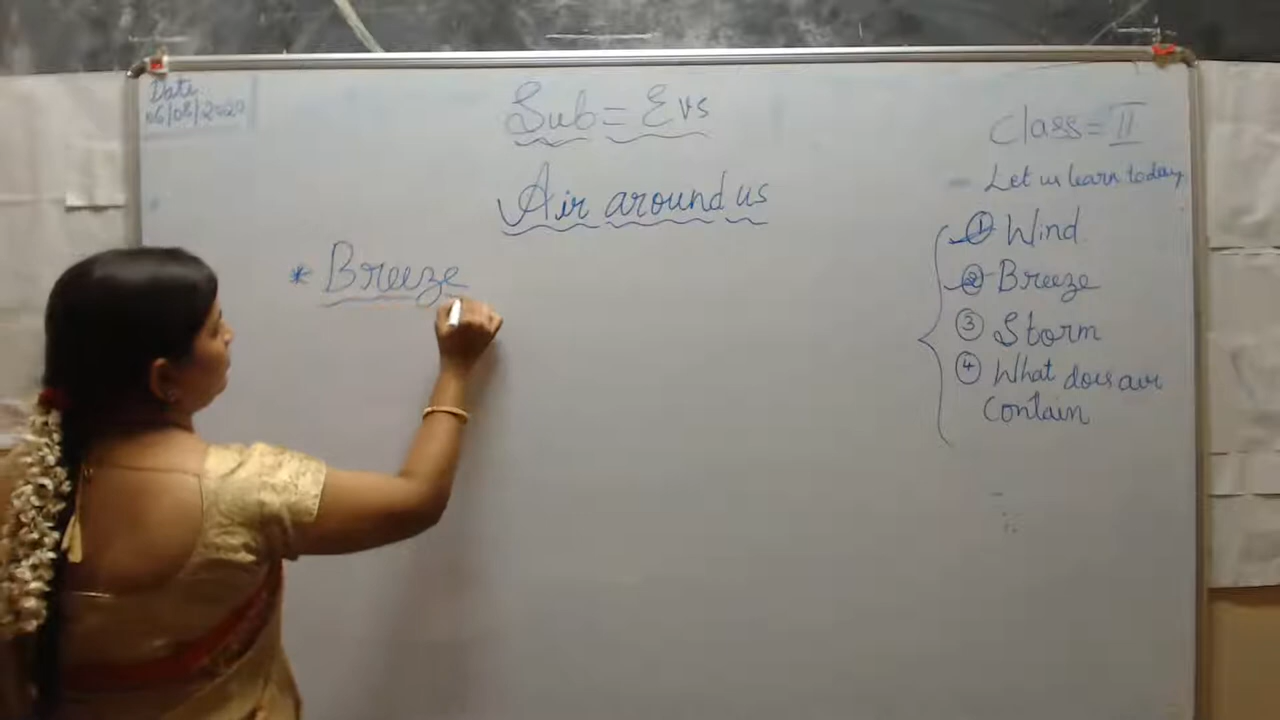 Date:
06/08/2020
Sub = Evs
Class = II
Air around us
Let us learn today
① Wind
* Breeze
② Breeze
③ Storm
④ What does air
Contain